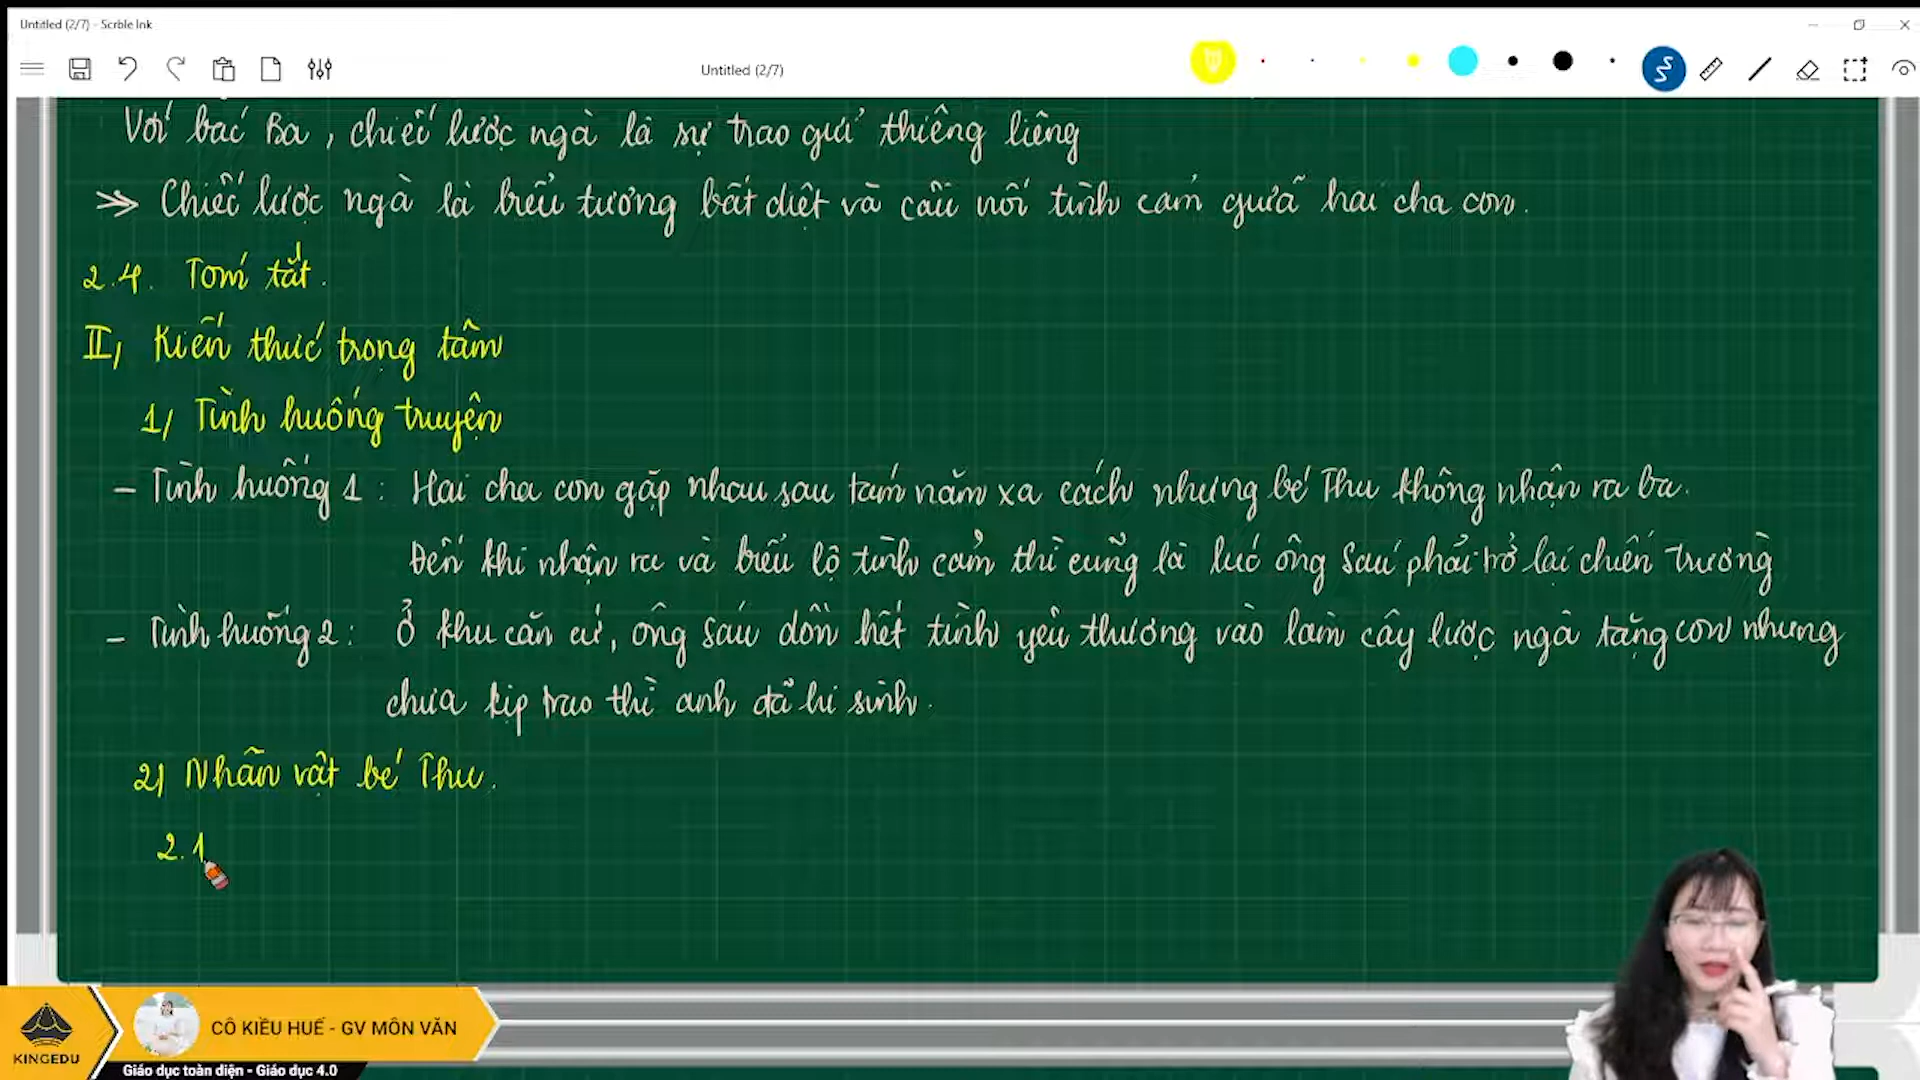 Untitled (2/7) - Scrble Ink
Untitled (2/7)
Với bác Ba, chiếc lược ngà là sự trao gửi thiêng liêng
>> Chiếc lược ngà là biểu tượng bất diệt và cầu nối tình cảm giữa hai cha con.
2.4. Tóm tắt.
II, Kiến thức trọng tâm
1/ Tình huống truyện
- Tình huống 1: Hai cha con gặp nhau sau tám năm xa cách nhưng bé Thu không nhận ra ba.
Đến khi nhận ra và biểu lộ tình cảm thì cũng là lúc ông Sáu phải trở lại chiến trường
- Tình huống 2: Ở khu căn cứ, ông Sáu dồn hết tình yêu thương vào làm cây lược ngà tặng con nhưng
chưa kịp trao thì anh đã hi sinh.
2/ Nhân vật bé Thu.
2.1
CÔ KIỀU HUẾ - GV MÔN VĂN
KINGEDU
Giáo dục toàn diện - Giáo dục 4.0